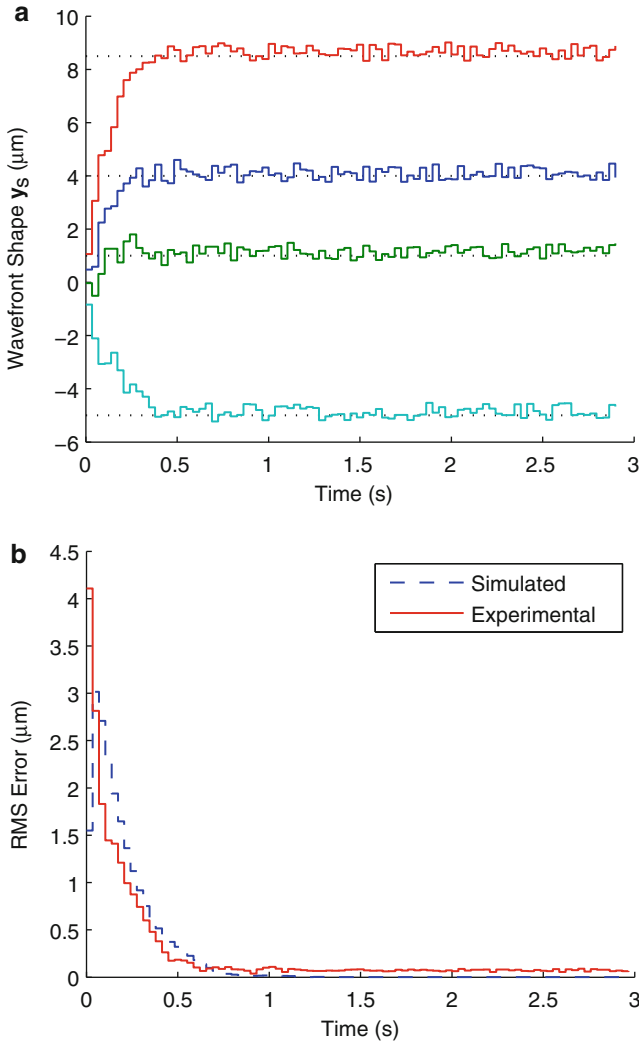 a
Wavefront Shape yS (μm)
10
8
6
4
2
0
−2
−4
−6
0 0.5 1 1.5 2 2.5 3
Time (s)
b
RMS Error (μm)
4.5
4
3.5
3
2.5
2
1.5
1
0.5
0
Simulated
Experimental
0 0.5 1 1.5 2 2.5 3
Time (s)